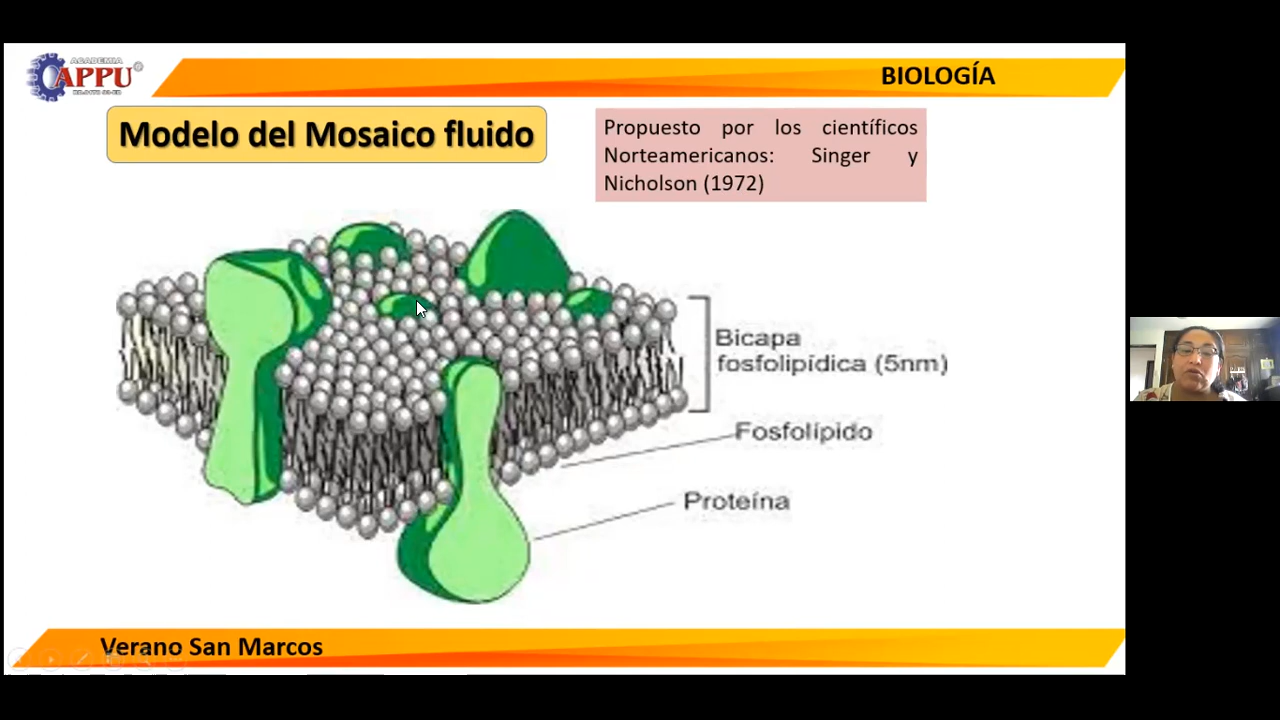 ACADEMIA
APPU
BIOLOGÍA
Modelo del Mosaico fluido
Propuesto por los científicos
Norteamericanos: Singer y
Nicholson (1972)
Bicapa
fosfolipídica (5nm)
Fosfolípido
Proteína
Verano San Marcos